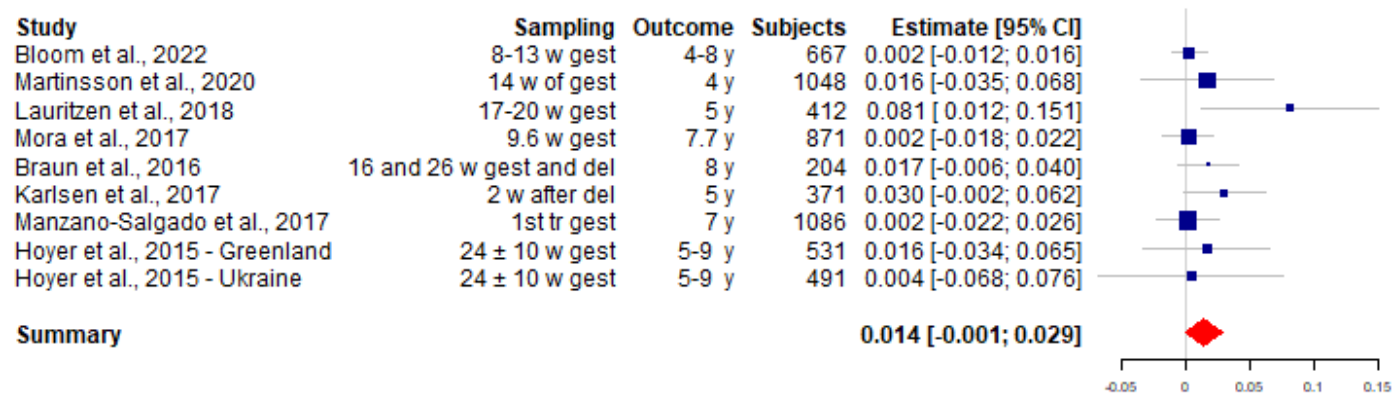 Study Sampling Outcome Subjects Estimate [95% CI]
Bloom et al., 2022 8-13 w gest 4-8 y 667 0.002 [-0.012; 0.016]
Martinsson et al., 2020 14 w of gest 4 y 1048 0.016 [-0.035; 0.068]
Lauritzen et al., 2018 17-20 w gest 5 y 412 0.081 [ 0.012; 0.151]
Mora et al., 2017 9.6 w gest 7.7 y 871 0.002 [-0.018; 0.022]
Braun et al., 2016 16 and 26 w gest and del 8 y 204 0.017 [-0.006; 0.040]
Karlsen et al., 2017 2 w after del 5 y 371 0.030 [-0.002; 0.062]
Manzano-Salgado et al., 2017 1st tr gest 7 y 1086 0.002 [-0.022; 0.026]
Hoyer et al., 2015 - Greenland 24 ± 10 w gest 5-9 y 531 0.016 [-0.034; 0.065]
Hoyer et al., 2015 - Ukraine 24 ± 10 w gest 5-9 y 491 0.004 [-0.068; 0.076]
Summary 0.014 [-0.001; 0.029]
-0.05 0 0.05 0.1 0.15